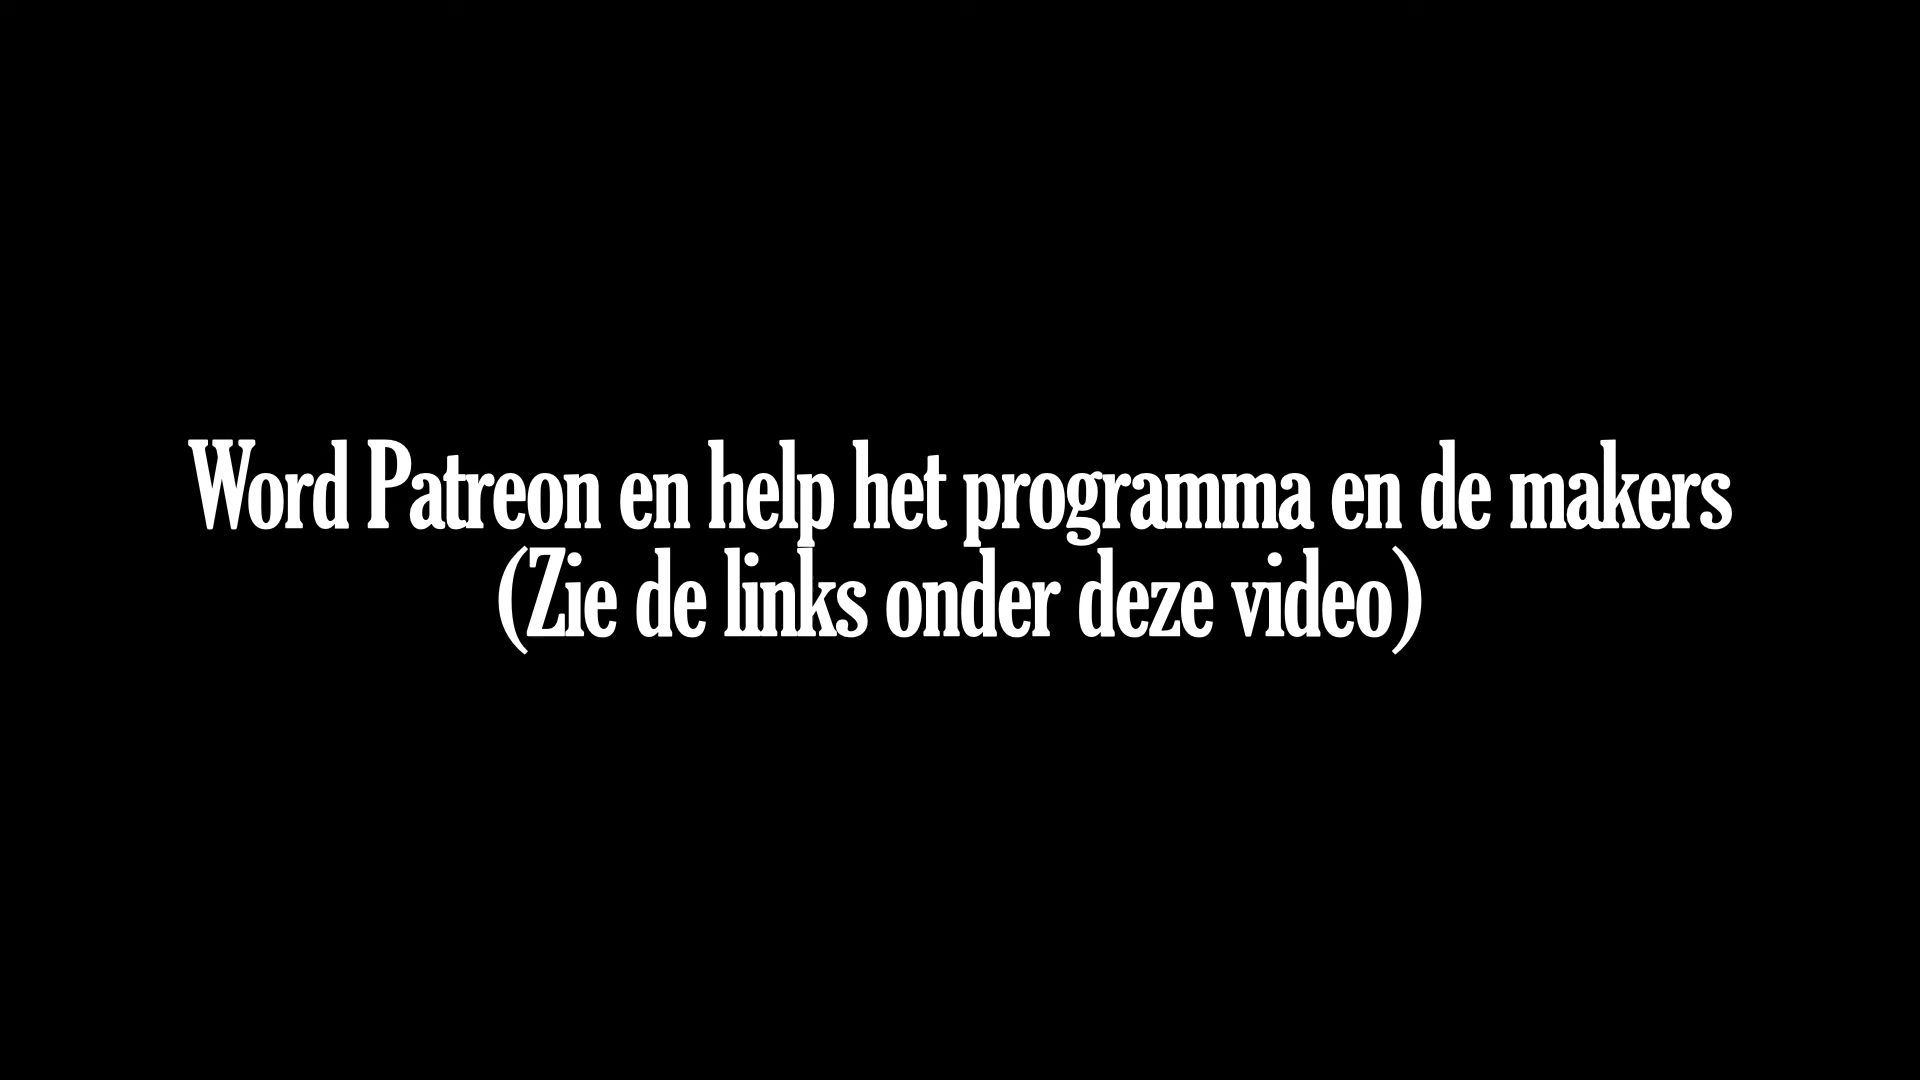 Word Patreon en help het programma en de makers
(Zie de links onder deze video)